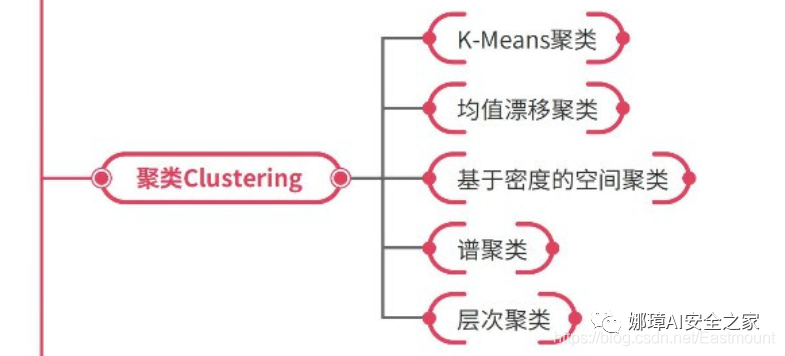 K-Means聚类
均值漂移聚类
聚类Clustering
基于密度的空间聚类
谱聚类
层次聚类
娜璋AI安全之家
https://blog.csdn.net/Eastmount